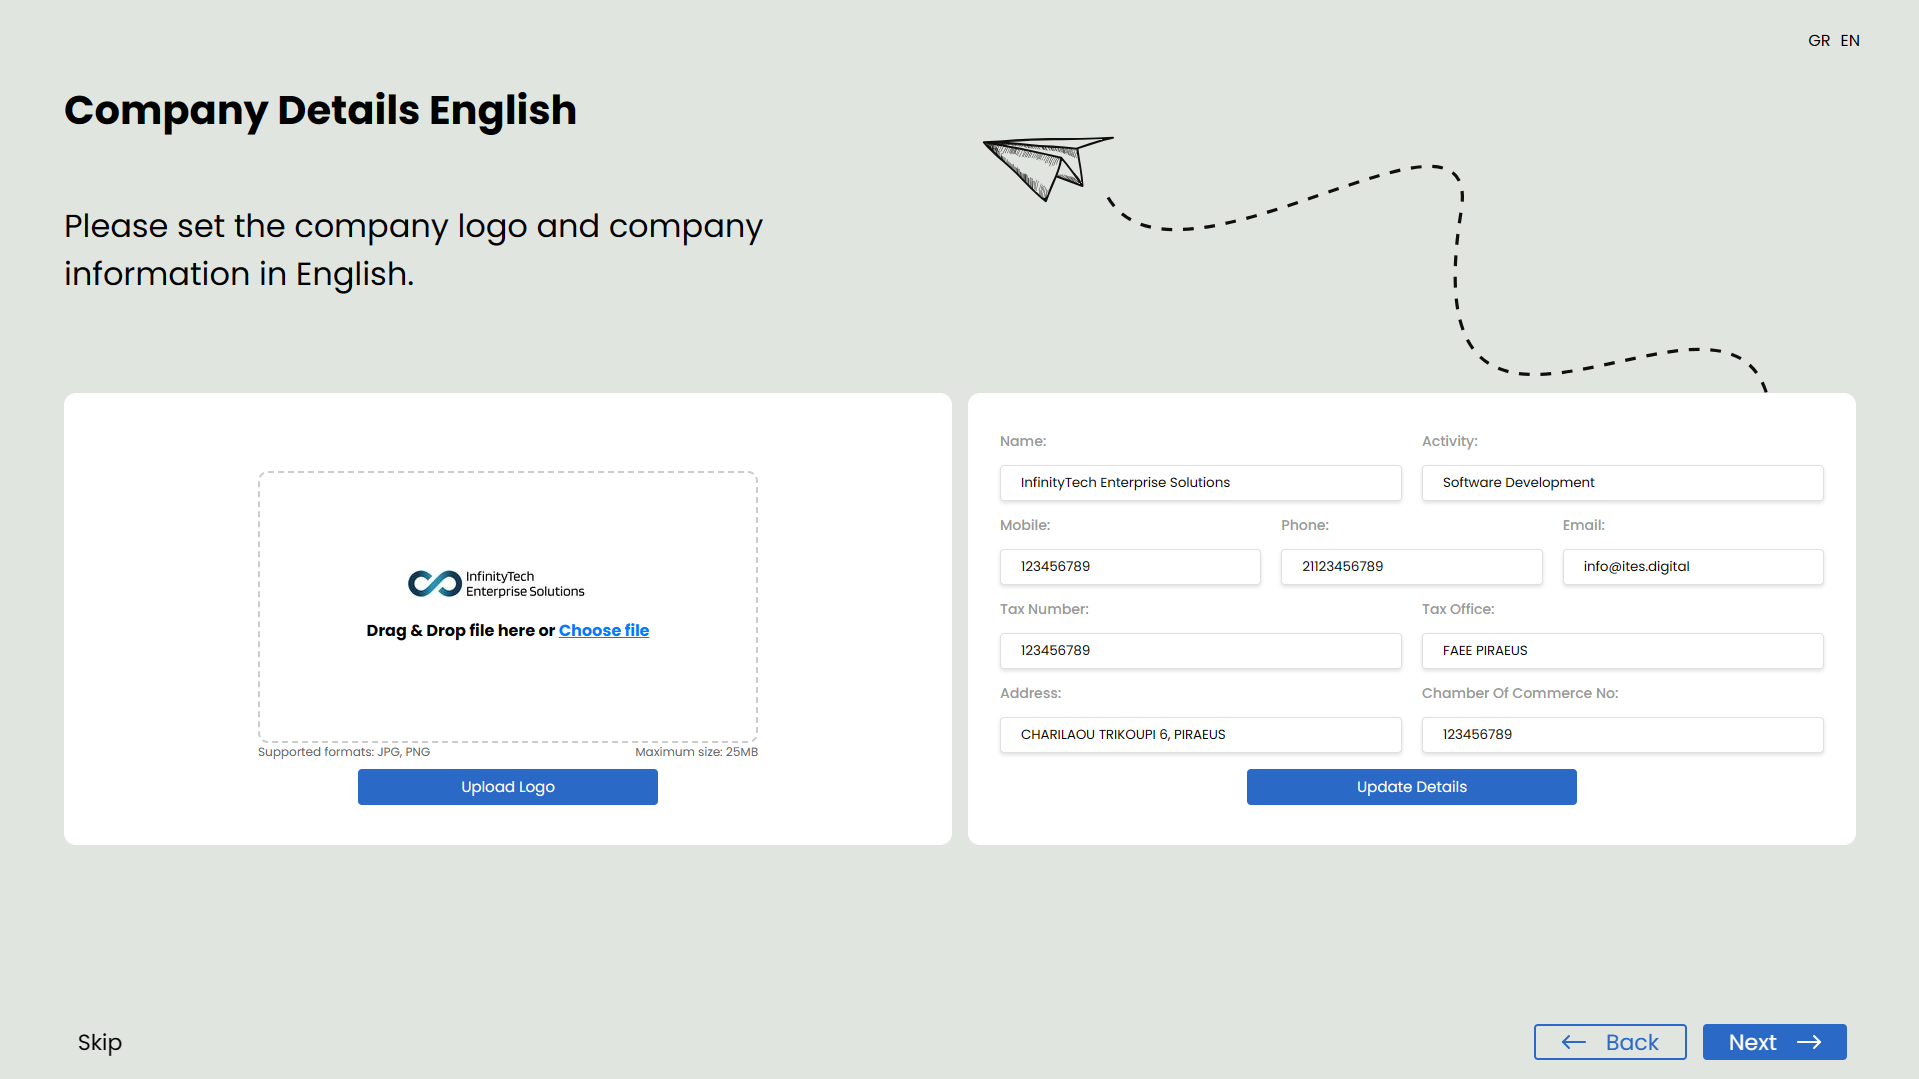 GR EN
Company Details English
Please set the company logo and company
information in English.
InfinityTech
Enterprise Solutions
Drag & Drop file here or Choose file
Supported formats: JPG, PNG Maximum size: 25MB
Upload Logo
Name: Activity:
InfinityTech Enterprise Solutions Software Development
Mobile: Phone: Email:
123456789 21123456789 info@ites.digital
Tax Number: Tax Office:
123456789 FAEE PIRAEUS
Address: Chamber Of Commerce No:
CHARILAOU TRIKOUPI 6, PIRAEUS 123456789
Update Details
Skip Back Next